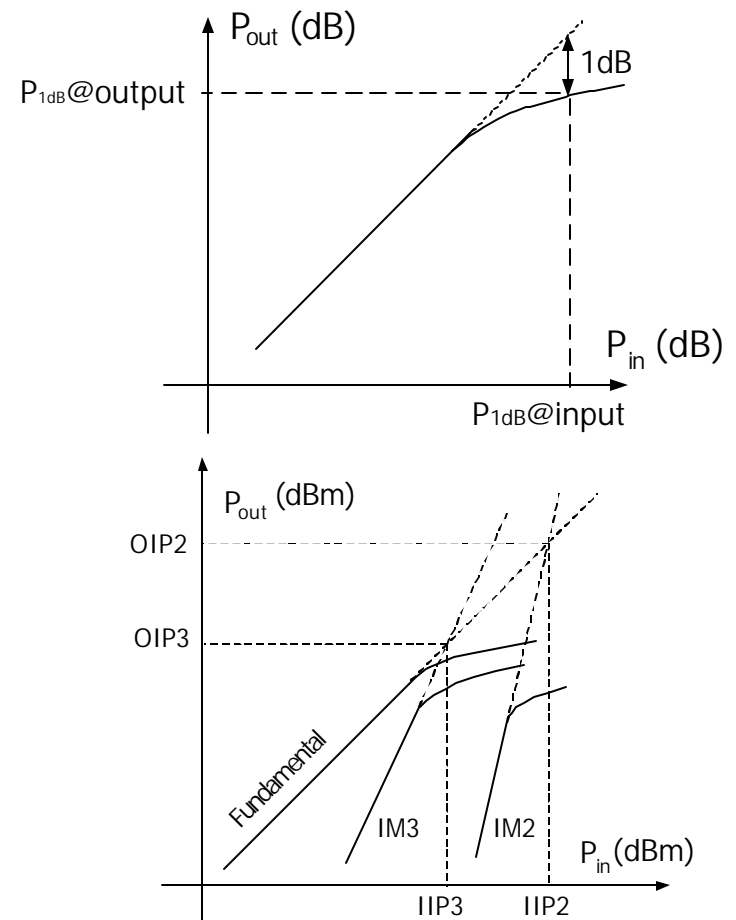 Pout (dB)
1dB
P1dB@output
Pin (dB)
P1dB@input
Pout (dBm)
OIP2
OIP3
Fundamental
IM3
IM2
Pin (dBm)
IIP3
IIP2